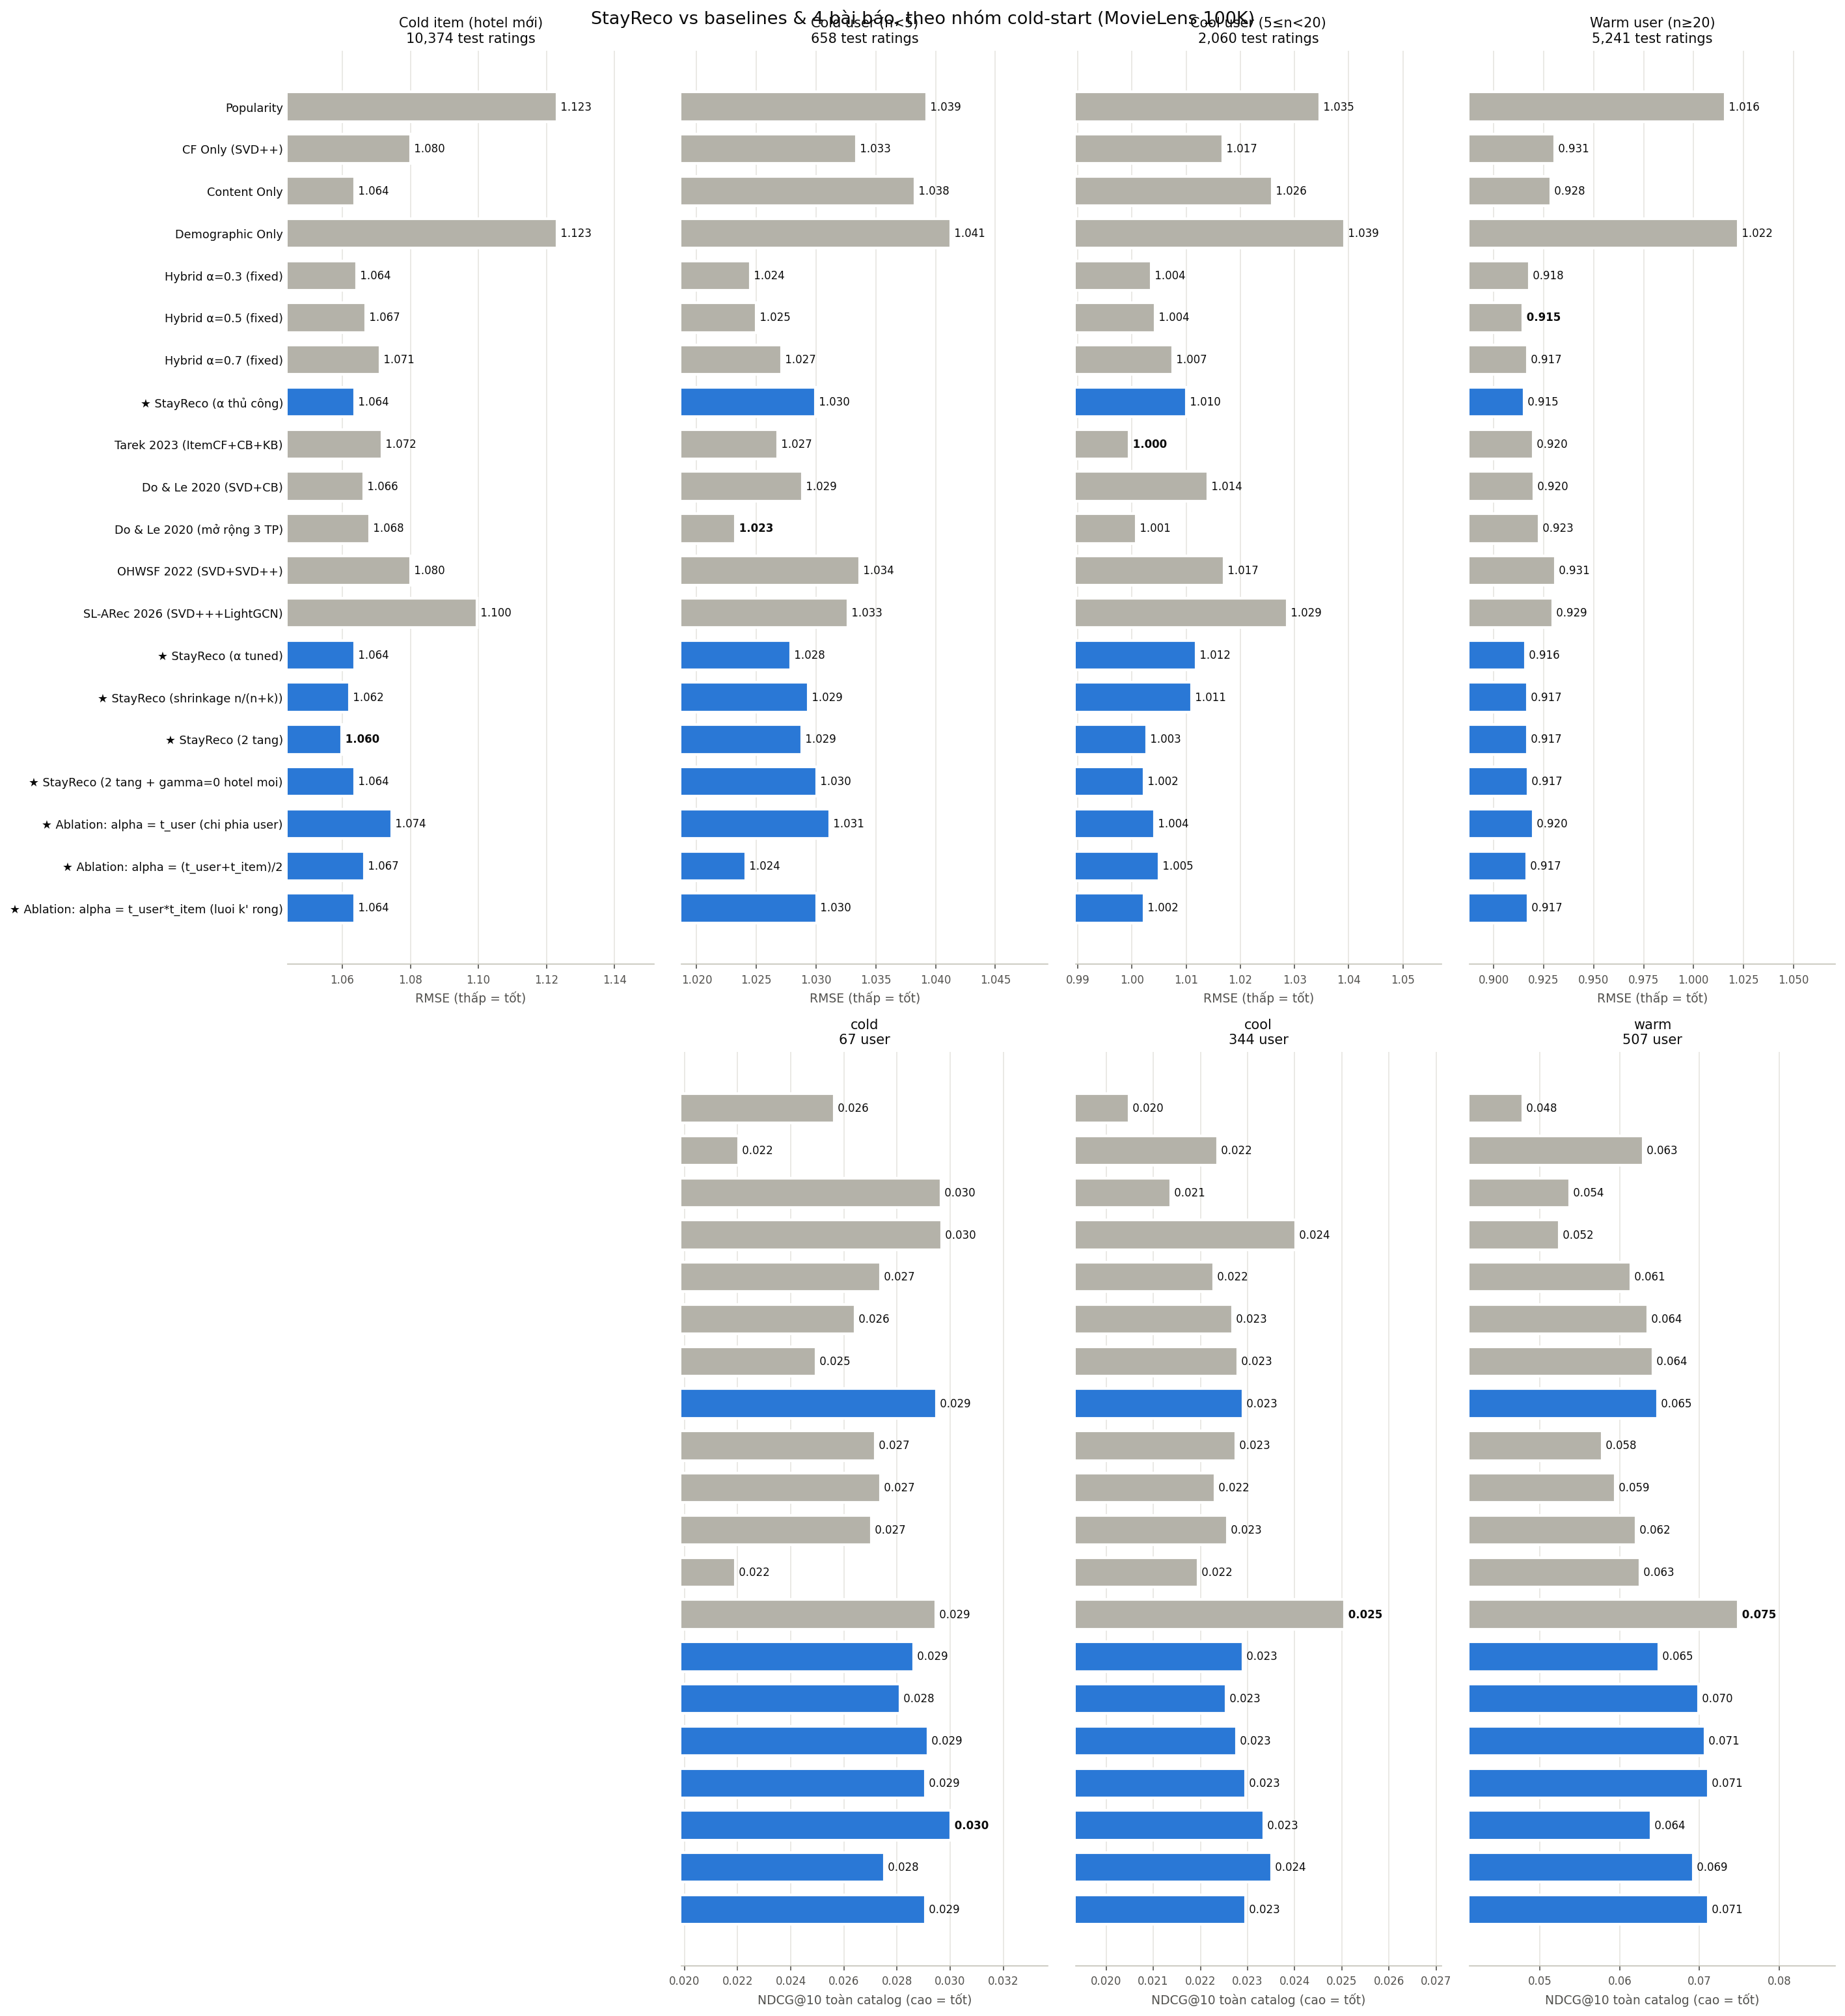 StayReco vs baselines & 4 bài báo, theo nhóm cold-start (MovieLens 100K)
Cold item (hotel mới)
10,374 test ratings
Cold user (n<5)
658 test ratings
Cool user (5≤n<20)
2,060 test ratings
Warm user (n≥20)
5,241 test ratings
Popularity 1.123 1.039 1.035 1.016
CF Only (SVD++) 1.080 1.033 1.017 0.931
Content Only 1.064 1.038 1.026 0.928
Demographic Only 1.123 1.041 1.039 1.022
Hybrid α=0.3 (fixed) 1.064 1.024 1.004 0.918
Hybrid α=0.5 (fixed) 1.067 1.025 1.004 0.915
Hybrid α=0.7 (fixed) 1.071 1.027 1.007 0.917
★ StayReco (α thủ công) 1.064 1.030 1.010 0.915
Tarek 2023 (ItemCF+CB+KB) 1.072 1.027 1.000 0.920
Do & Le 2020 (SVD+CB) 1.066 1.029 1.014 0.920
Do & Le 2020 (mở rộng 3 TP) 1.068 1.023 1.001 0.923
OHWSF 2022 (SVD+SVD++) 1.080 1.034 1.017 0.931
SL-ARec 2026 (SVD+++LightGCN) 1.100 1.033 1.029 0.929
★ StayReco (α tuned) 1.064 1.028 1.012 0.916
★ StayReco (shrinkage n/(n+k)) 1.062 1.029 1.011 0.917
★ StayReco (2 tang) 1.060 1.029 1.003 0.917
★ StayReco (2 tang + gamma=0 hotel moi) 1.064 1.030 1.002 0.917
★ Ablation: alpha = t_user (chi phia user) 1.074 1.031 1.004 0.920
★ Ablation: alpha = (t_user+t_item)/2 1.067 1.024 1.005 0.917
★ Ablation: alpha = t_user*t_item (luoi k' rong) 1.064 1.030 1.002 0.917
1.06 1.08 1.10 1.12 1.14 1.020 1.025 1.030 1.035 1.040 1.045 0.99 1.00 1.01 1.02 1.03 1.04 1.05 0.900 0.925 0.950 0.975 1.000 1.025 1.050
RMSE (thấp = tốt) RMSE (thấp = tốt) RMSE (thấp = tốt) RMSE (thấp = tốt)
cold
67 user
cool
344 user
warm
507 user
0.026 0.020 0.048
0.022 0.022 0.063
0.030 0.021 0.054
0.030 0.024 0.052
0.027 0.022 0.061
0.026 0.023 0.064
0.025 0.023 0.064
0.029 0.023 0.065
0.027 0.023 0.058
0.027 0.022 0.059
0.027 0.023 0.062
0.022 0.022 0.063
0.029 0.025 0.075
0.029 0.023 0.065
0.028 0.023 0.070
0.029 0.023 0.071
0.029 0.023 0.071
0.030 0.023 0.064
0.028 0.024 0.069
0.029 0.023 0.071
0.020 0.022 0.024 0.026 0.028 0.030 0.032 0.020 0.021 0.022 0.023 0.024 0.025 0.026 0.027 0.05 0.06 0.07 0.08
NDCG@10 toàn catalog (cao = tốt) NDCG@10 toàn catalog (cao = tốt) NDCG@10 toàn catalog (cao = tốt)